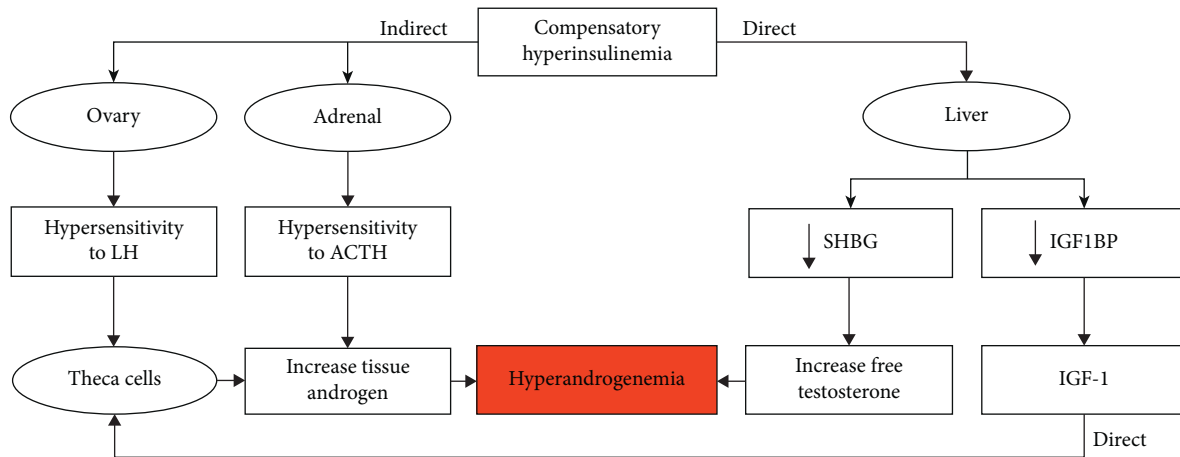 Indirect
Compensatory
hyperinsulinemia
Direct
Ovary
Adrenal
Liver
Hypersensitivity
to LH
Hypersensitivity
to ACTH
SHBG
IGF1BP
Theca cells
Increase tissue
androgen
Hyperandrogenemia
Increase free
testosterone
IGF-1
Direct